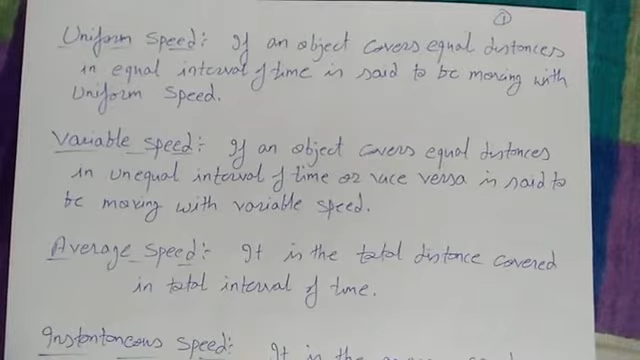 ①
Uniform Speed: If an object covers equal distances
in equal interval of time is said to be moving with
Uniform Speed.
Variable Speed: If an object covers equal distances
in unequal interval of time or vice versa is said to
be moving with variable speed.
Average Speed: It is the total distance covered
in total interval of time.
Instantoneous Speed: It is the